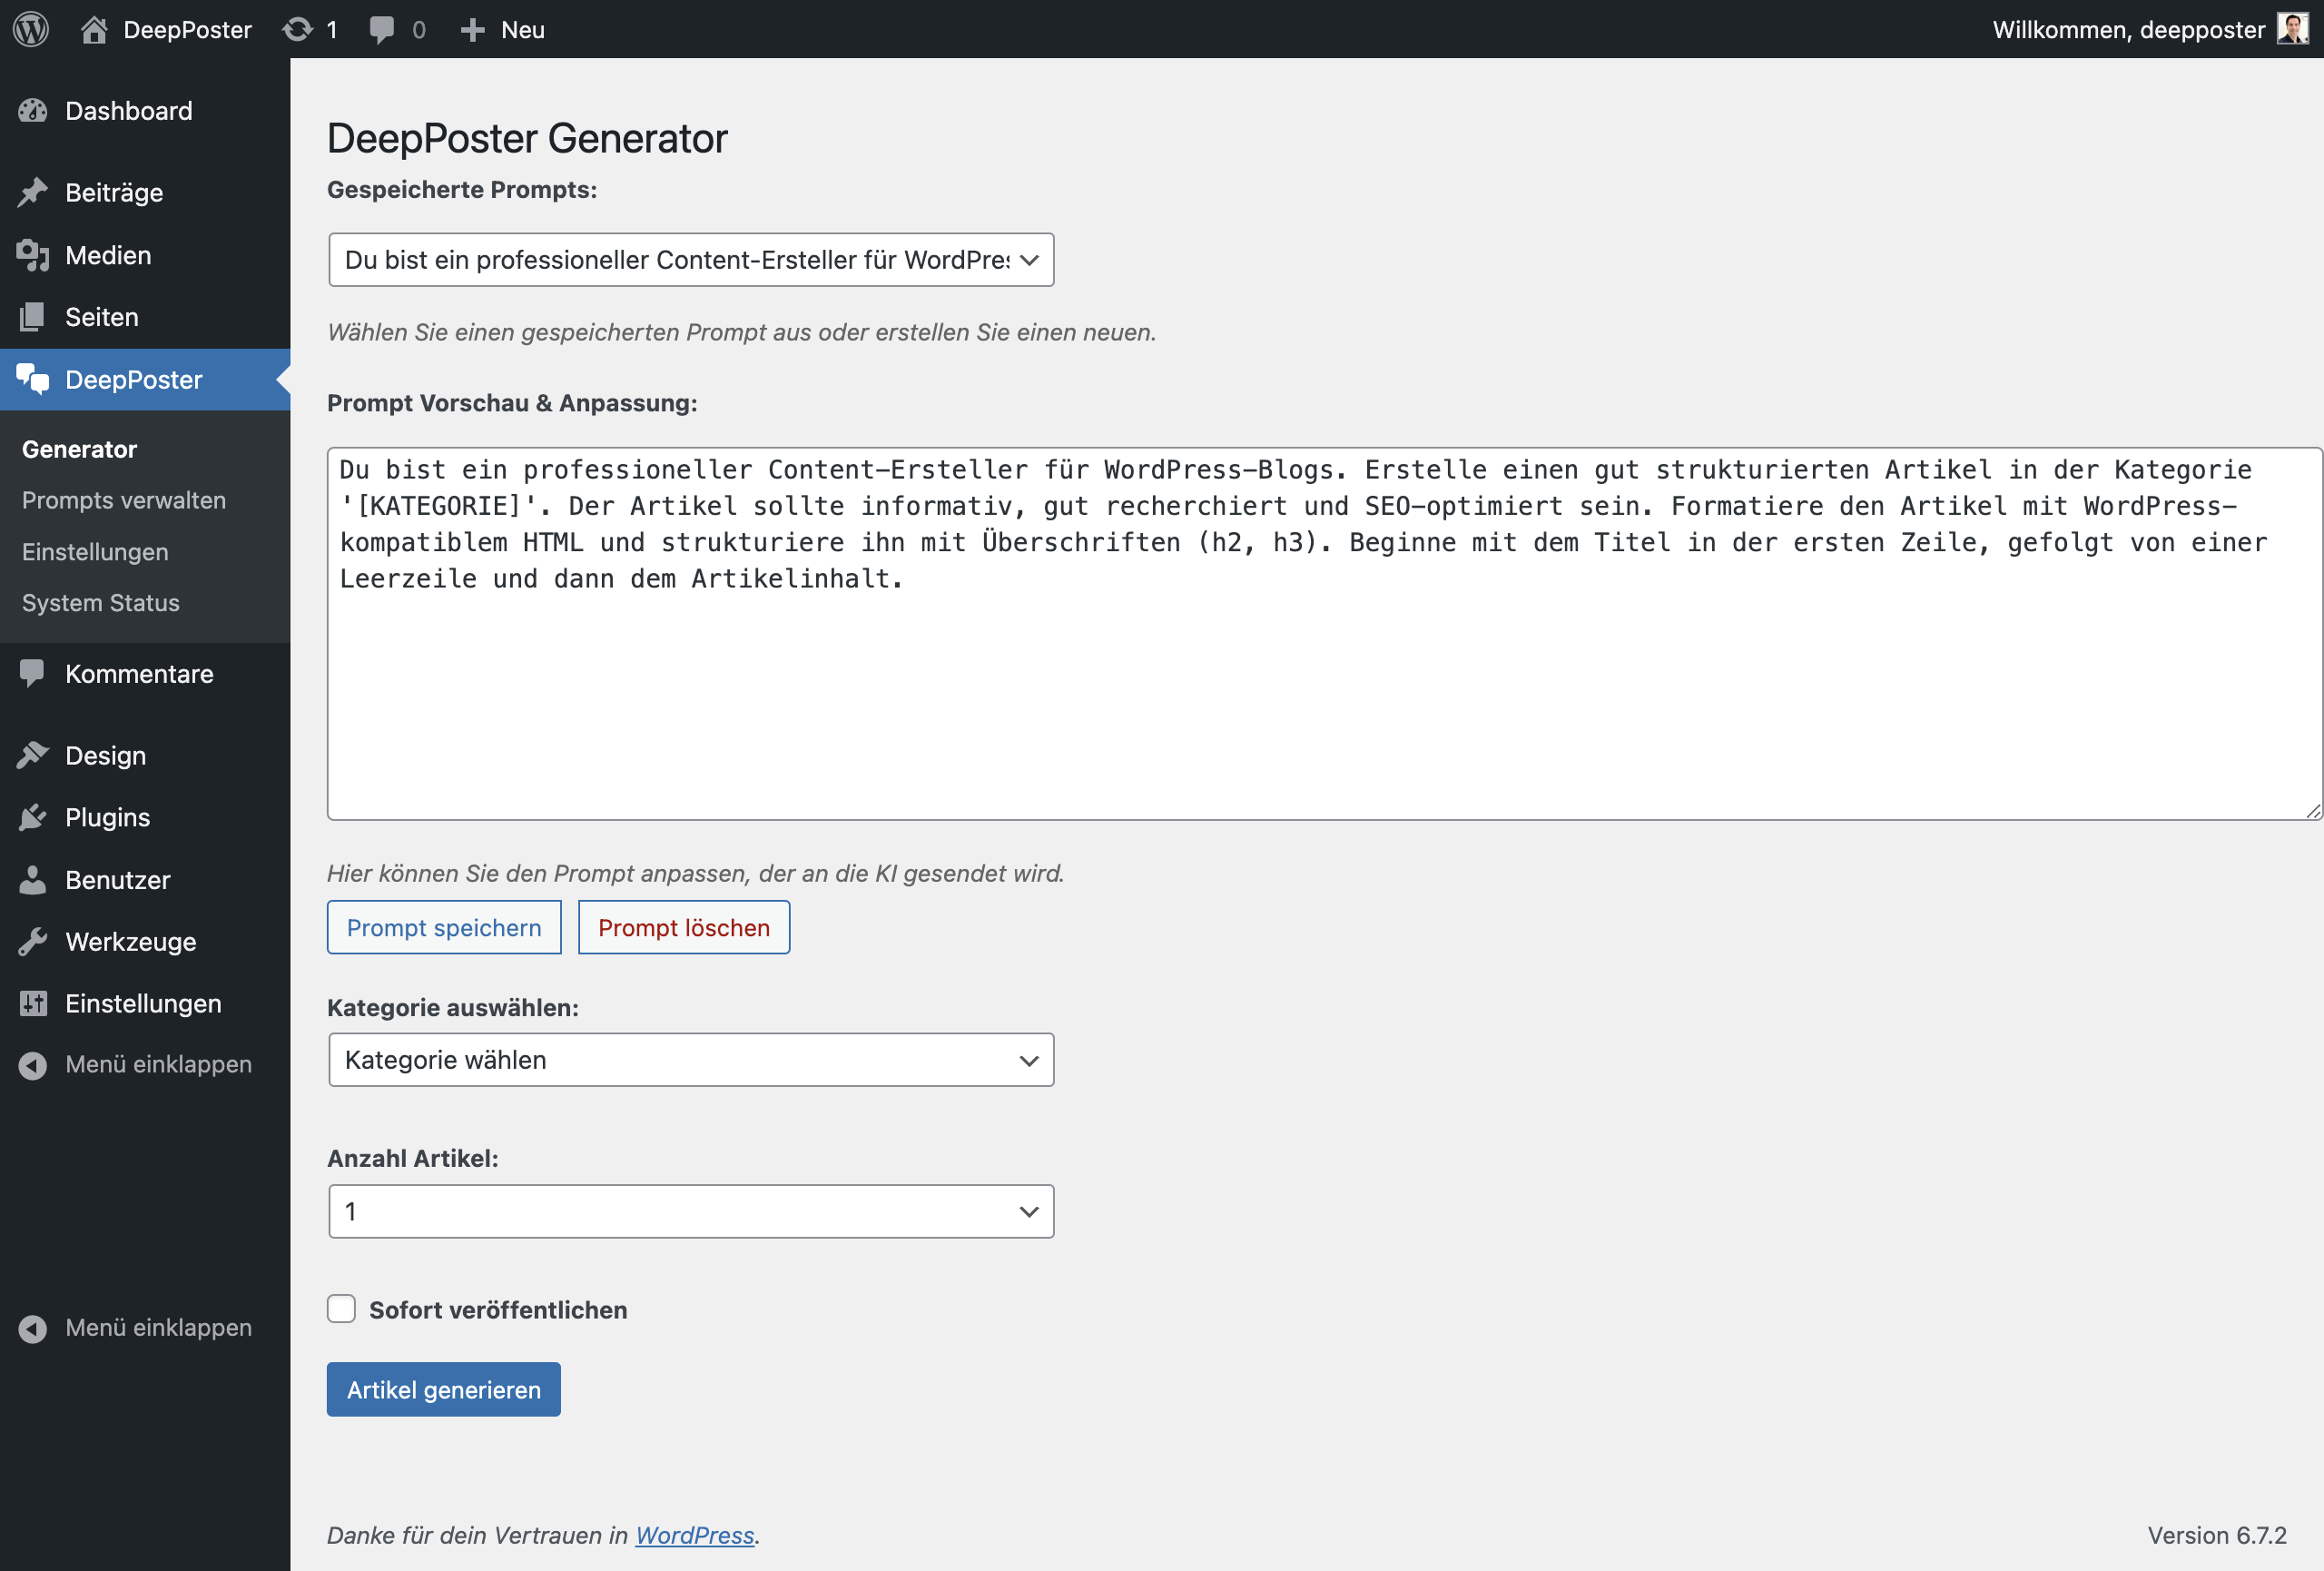 DeepPoster 1 0 Neu Willkommen, deepposter
Dashboard
Beiträge
Medien
Seiten
DeepPoster
Generator
Prompts verwalten
Einstellungen
System Status
Kommentare
Design
Plugins
Benutzer
Werkzeuge
Einstellungen
Menü einklappen
Menü einklappen
DeepPoster Generator
Gespeicherte Prompts:
Du bist ein professioneller Content-Ersteller für WordPres
Wählen Sie einen gespeicherten Prompt aus oder erstellen Sie einen neuen.
Prompt Vorschau & Anpassung:
Du bist ein professioneller Content-Ersteller für WordPress-Blogs. Erstelle einen gut strukturierten Artikel in der Kategorie
'[KATEGORIE]'. Der Artikel sollte informativ, gut recherchiert und SEO-optimiert sein. Formatiere den Artikel mit WordPress-
kompatiblem HTML und strukturiere ihn mit Überschriften (h2, h3). Beginne mit dem Titel in der ersten Zeile, gefolgt von einer
Leerzeile und dann dem Artikelinhalt.
Hier können Sie den Prompt anpassen, der an die KI gesendet wird.
Prompt speichern Prompt löschen
Kategorie auswählen:
Kategorie wählen
Anzahl Artikel:
1
Sofort veröffentlichen
Artikel generieren
Danke für dein Vertrauen in WordPress. Version 6.7.2